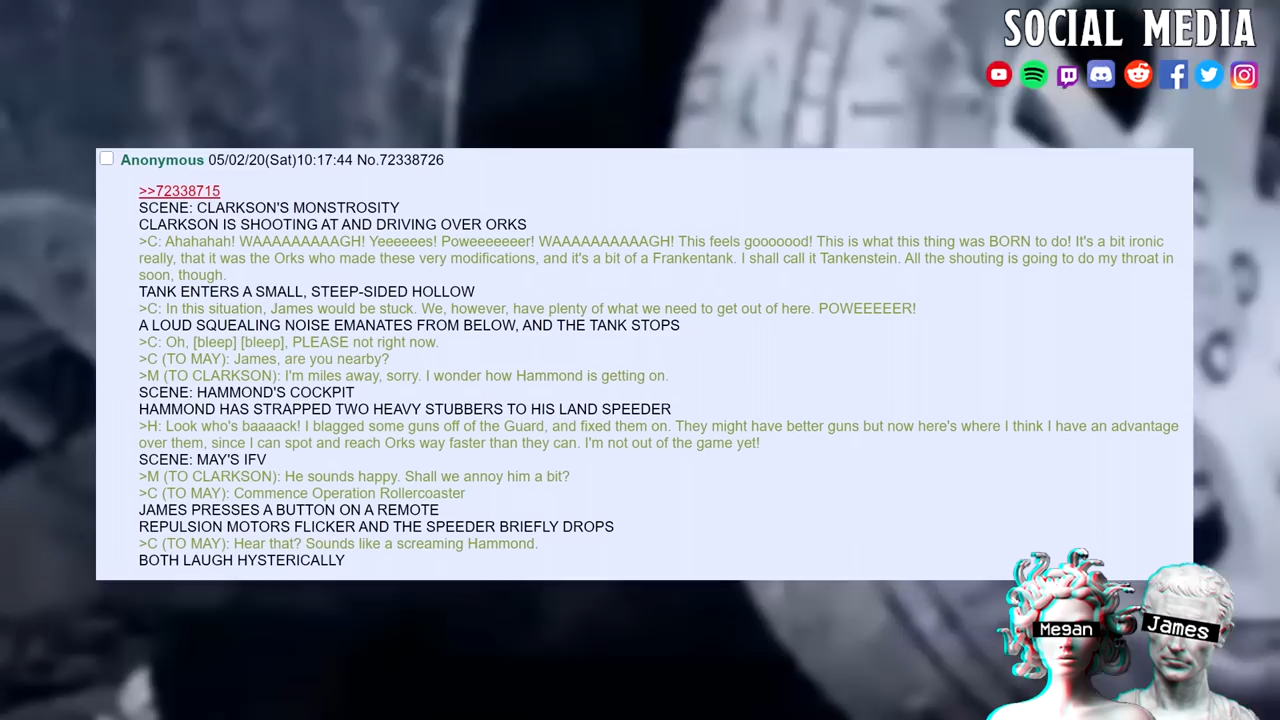 SOCIAL MEDIA
Anonymous 05/02/20(Sat)10:17:44 No.72338726
>>72338715
SCENE: CLARKSON'S MONSTROSITY
CLARKSON IS SHOOTING AT AND DRIVING OVER ORKS
>C: Ahahahah! WAAAAAAAAAGH! Yeeeeees! Poweeeeeeer! WAAAAAAAAAAGH! This feels gooooood! This is what this thing was BORN to do! It's a bit ironic
really, that it was the Orks who made these very modifications, and it's a bit of a Frankentank. I shall call it Tankenstein. All the shouting is going to do my throat in
soon, though.
TANK ENTERS A SMALL, STEEP-SIDED HOLLOW
>C: In this situation, James would be stuck. We, however, have plenty of what we need to get out of here. POWEEEEER!
A LOUD SQUEALING NOISE EMANATES FROM BELOW, AND THE TANK STOPS
>C: Oh, [bleep] [bleep], PLEASE not right now.
>C (TO MAY): James, are you nearby?
>M (TO CLARKSON): I'm miles away, sorry. I wonder how Hammond is getting on.
SCENE: HAMMOND'S COCKPIT
HAMMOND HAS STRAPPED TWO HEAVY STUBBERS TO HIS LAND SPEEDER
>H: Look who's baaaack! I blagged some guns off of the Guard, and fixed them on. They might have better guns but now here's where I think I have an advantage
over them, since I can spot and reach Orks way faster than they can. I'm not out of the game yet!
SCENE: MAY'S IFV
>M (TO CLARKSON): He sounds happy. Shall we annoy him a bit?
>C (TO MAY): Commence Operation Rollercoaster
JAMES PRESSES A BUTTON ON A REMOTE
REPULSION MOTORS FLICKER AND THE SPEEDER BRIEFLY DROPS
>C (TO MAY): Hear that? Sounds like a screaming Hammond.
BOTH LAUGH HYSTERICALLY
Megan
James